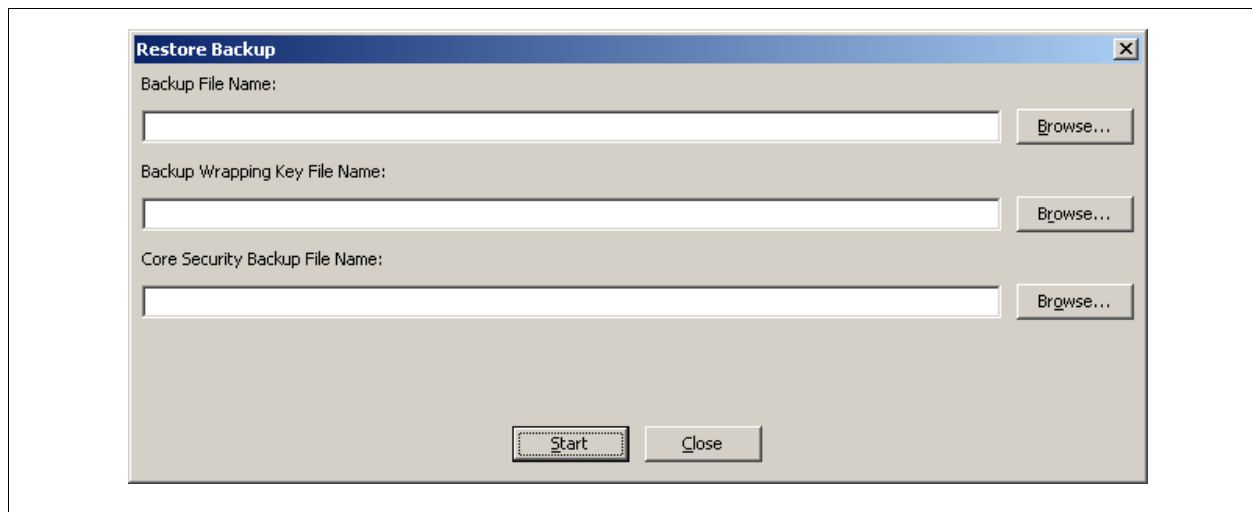 Restore Backup
Backup File Name:
Browse...
Backup Wrapping Key File Name:
Browse...
Core Security Backup File Name:
Browse...
Start Close